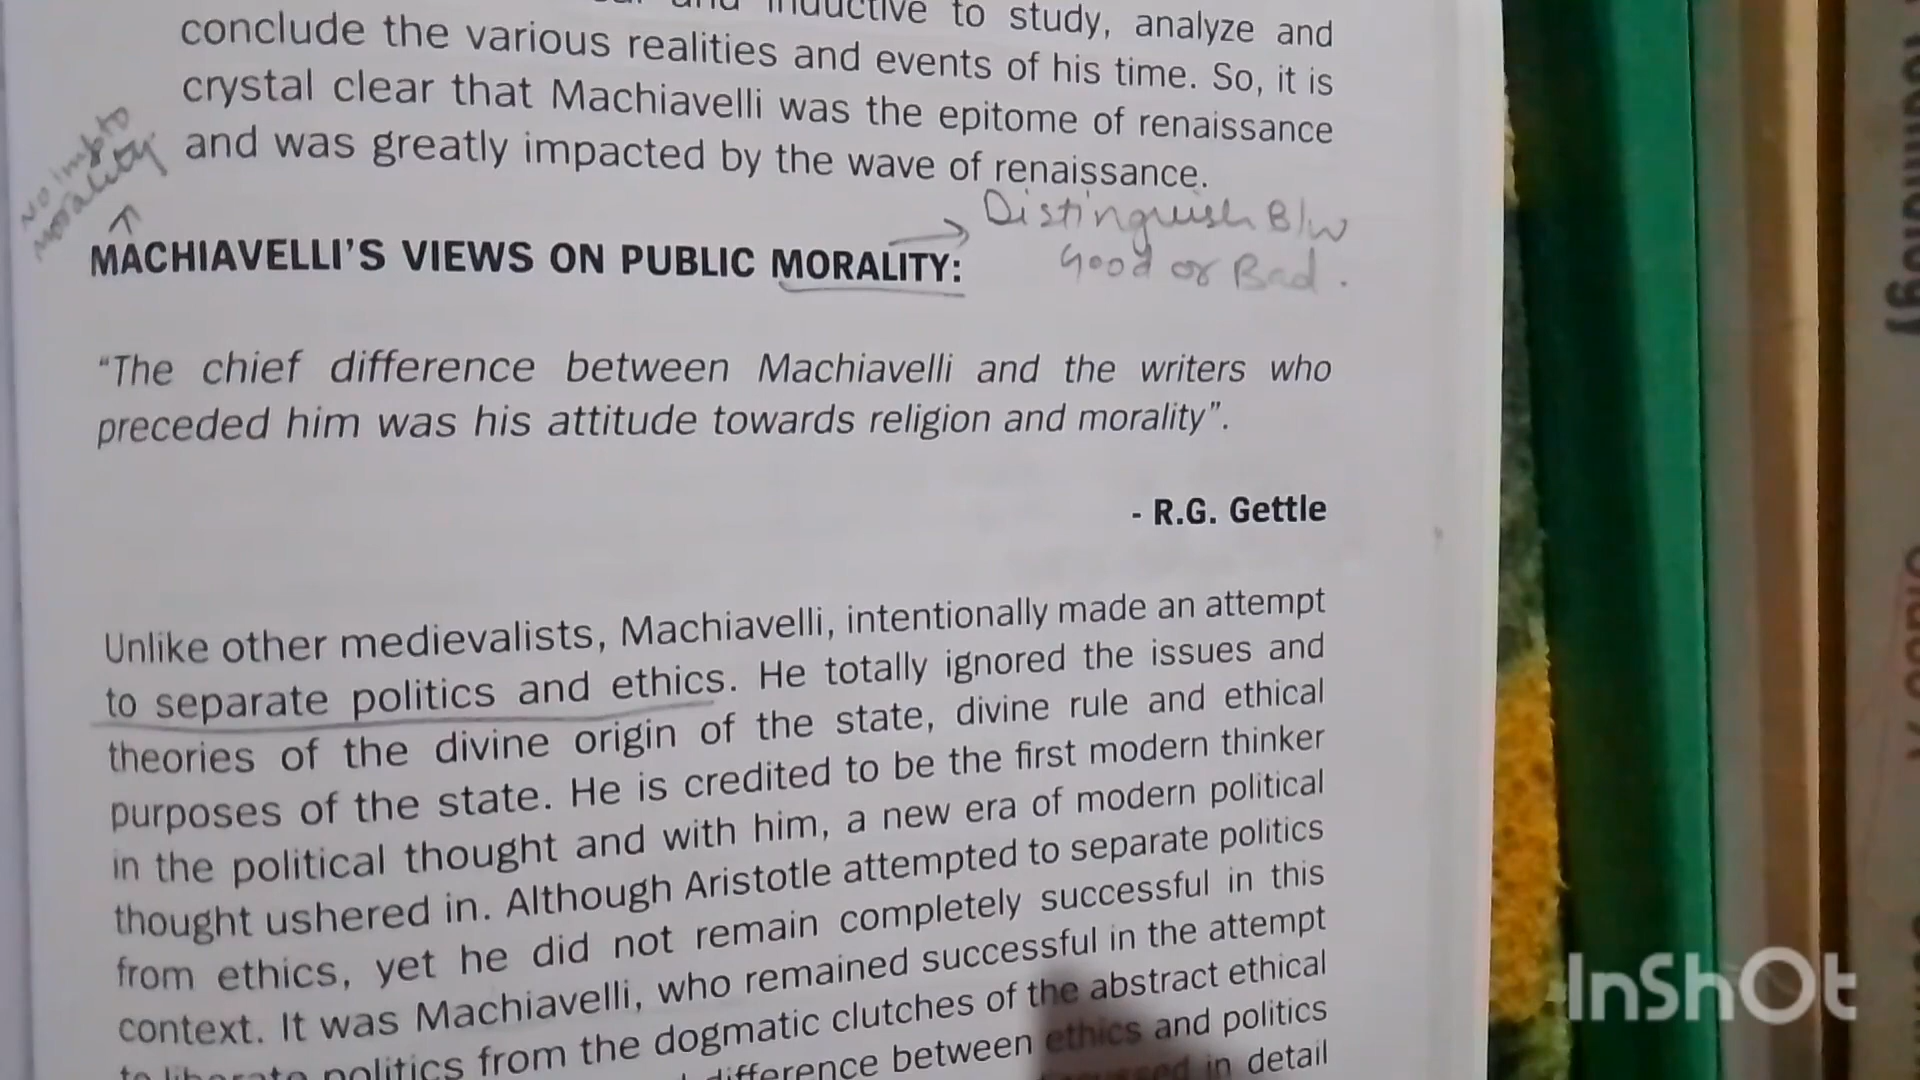 and inductive to study, analyze and
conclude the various realities and events of his time. So, it is
crystal clear that Machiavelli was the epitome of renaissance
and was greatly impacted by the wave of renaissance.
No imp to
morality
MACHIAVELLI'S VIEWS ON PUBLIC MORALITY:
Distinguish B/w
Good or Bad.
"The chief difference between Machiavelli and the writers who
preceded him was his attitude towards religion and morality".
- R.G. Gettle
Unlike other medievalists, Machiavelli, intentionally made an attempt
to separate politics and ethics. He totally ignored the issues and
theories of the divine origin of the state, divine rule and ethical
purposes of the state. He is credited to be the first modern thinker
in the political thought and with him, a new era of modern political
thought ushered in. Although Aristotle attempted to separate politics
from ethics, yet he did not remain completely successful in this
context. It was Machiavelli, who remained successful in the attempt
to liberate politics from the dogmatic clutches of the abstract ethical
difference between ethics and politics
in detail
InShOt